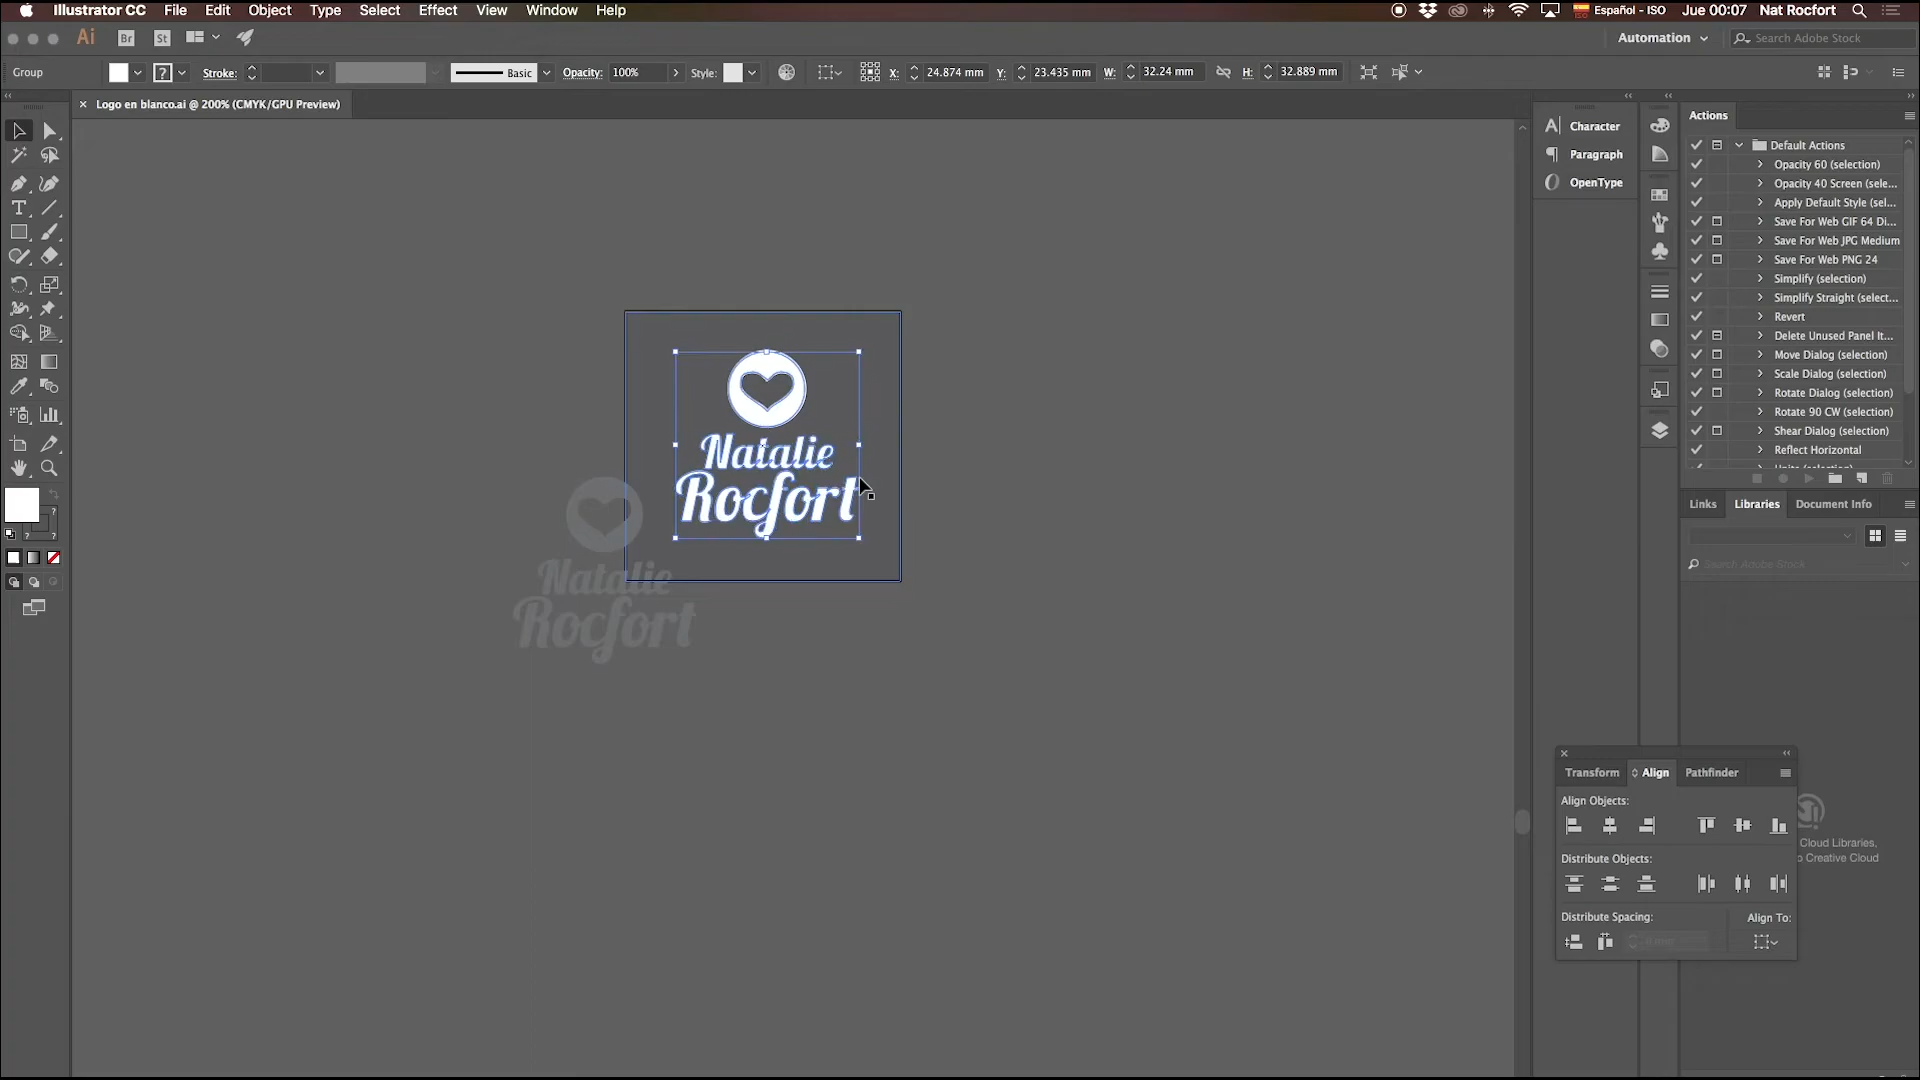 Illustrator CC File Edit Object Type Select Effect View Window Help Español - ISO Jue 00:07 Nat Rocfort
Ai Br St Automation Search Adobe Stock
Group ? Stroke: Basic Opacity: 100% Style: X: 24.874 mm Y: 23.435 mm W: 32.24 mm H: 32.889 mm
× Logo en blanco.ai @ 200% (CMYK/GPU Preview)
Character
Paragraph
OpenType
Actions
Default Actions
Opacity 60 (selection)
Opacity 40 Screen (sele...
Apply Default Style (sel...
Save For Web GIF 64 Di...
Save For Web JPG Medium
Save For Web PNG 24
Simplify (selection)
Simplify Straight (select...
Revert
Delete Unused Panel It...
Move Dialog (selection)
Scale Dialog (selection)
Rotate Dialog (selection)
Rotate 90 CW (selection)
Shear Dialog (selection)
Reflect Horizontal
Natalie
Rocfort
Natalie
Rocfort
Links Libraries Document Info
Search Adobe Stock
Transform Align Pathfinder
Align Objects:
Distribute Objects:
Distribute Spacing: Align To:
Cloud Libraries,
o Creative Cloud